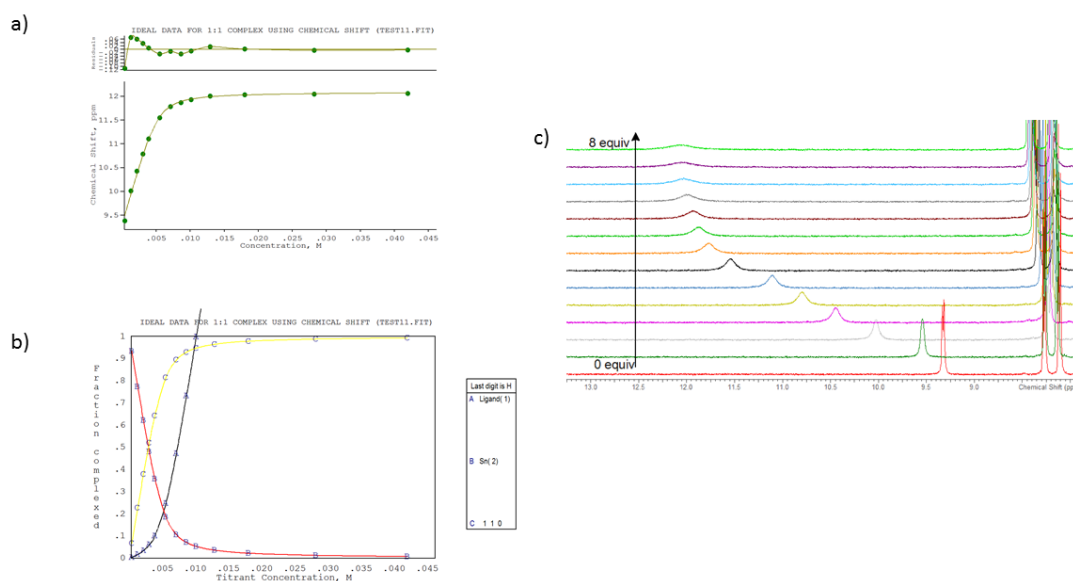 a)
IDEAL DATA FOR 1:1 COMPLEX USING CHEMICAL SHIFT (TEST11.FIT)
Residuals
Chemical Shift, ppm
12
11.5
11
10.5
10
9.5
.005 .010 .015 .020 .025 .030 .035 .040 .045
Concentration, M
b)
IDEAL DATA FOR 1:1 COMPLEX USING CHEMICAL SHIFT (TEST11.FIT)
Fraction complexed
1
.9
.8
.7
.6
.5
.4
.3
.2
.1
0
.005 .010 .015 .020 .025 .030 .035 .040 .045
Titrant Concentration, M
Last digit is H
A Ligand( 1)
B Sn( 2)
C 1 1 0
c)
8 equiv
0 equiv
13.0 12.0 11.5 11.0 10.5 10.0 9.5 9.0
Chemical Shift (pp